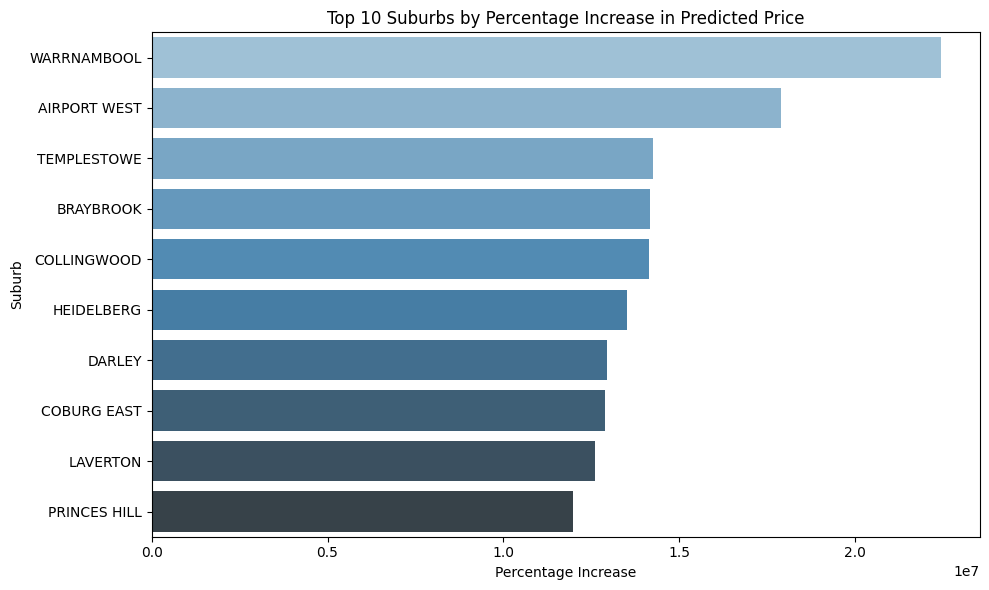 Top 10 Suburbs by Percentage Increase in Predicted Price
Suburb
WARRNAMBOOL
AIRPORT WEST
TEMPLESTOWE
BRAYBROOK
COLLINGWOOD
HEIDELBERG
DARLEY
COBURG EAST
LAVERTON
PRINCES HILL
0.0 0.5 1.0 1.5 2.0
1e7
Percentage Increase